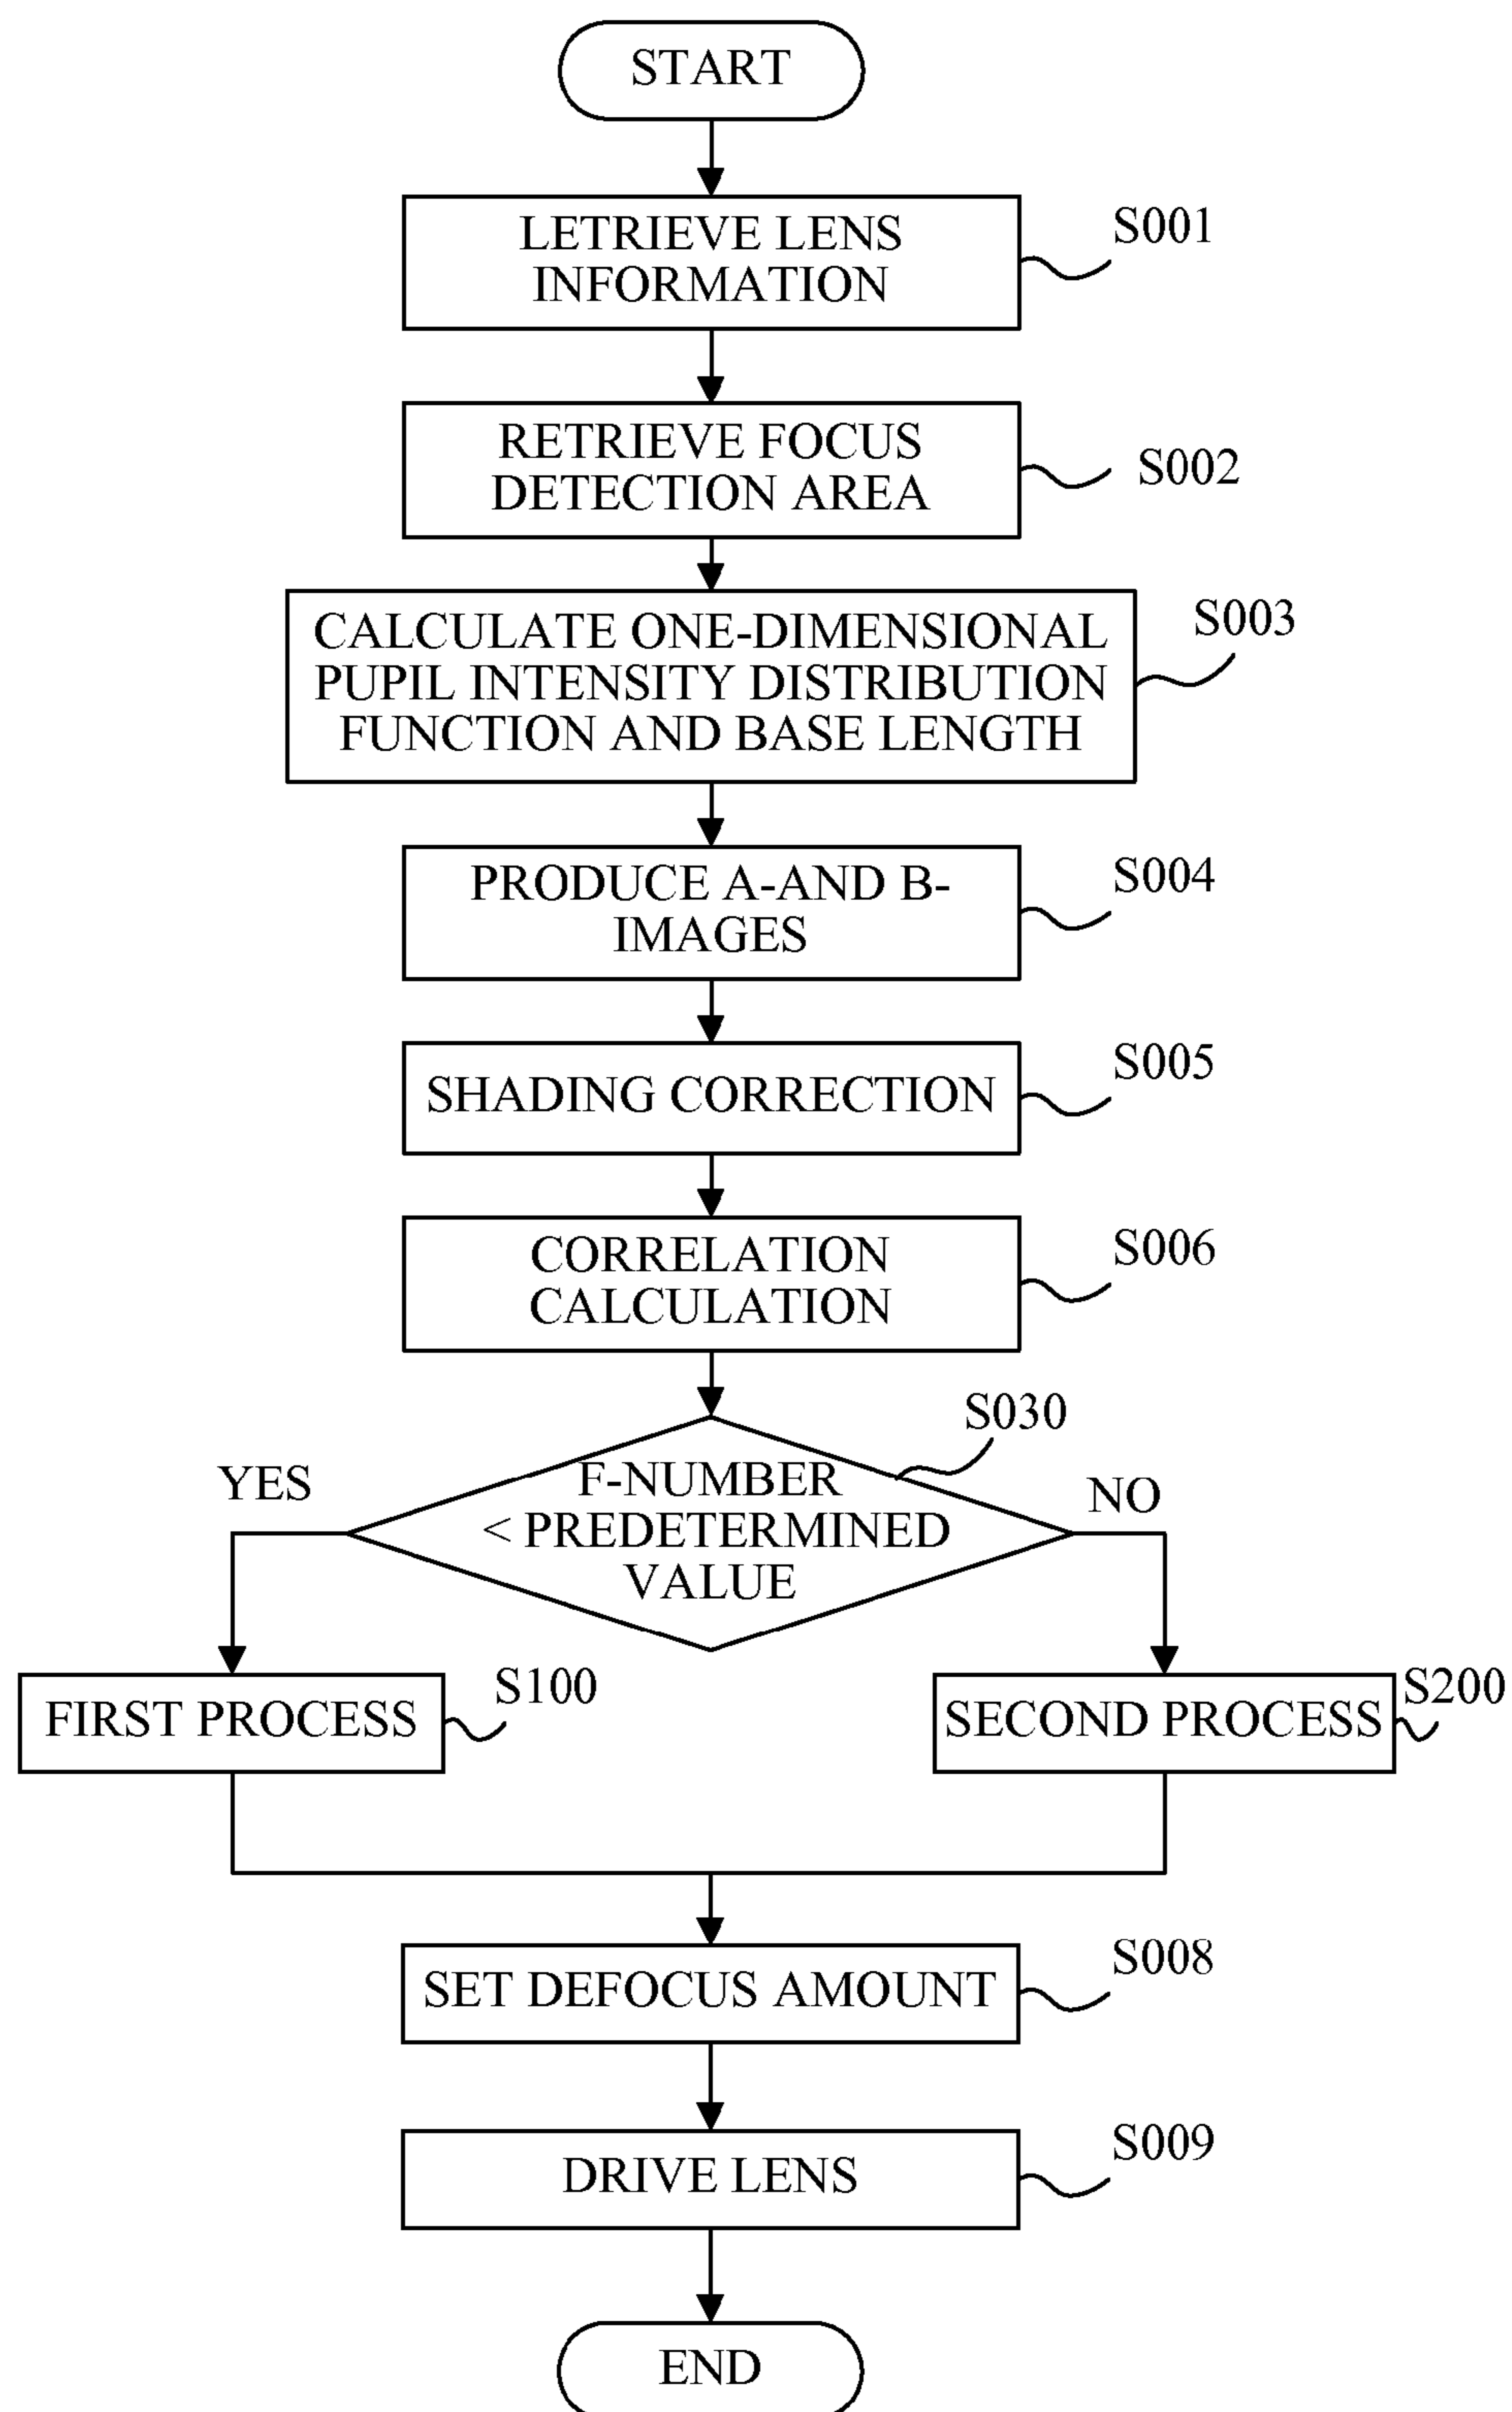 START
LETRIEVE LENS
INFORMATION
S001
RETRIEVE FOCUS
DETECTION AREA
S002
CALCULATE ONE-DIMENSIONAL
PUPIL INTENSITY DISTRIBUTION
FUNCTION AND BASE LENGTH
S003
PRODUCE A-AND B-
IMAGES
S004
SHADING CORRECTION
S005
CORRELATION
CALCULATION
S006
S030
F-NUMBER
< PREDETERMINED
VALUE
YES
NO
FIRST PROCESS
S100
SECOND PROCESS
S200
SET DEFOCUS AMOUNT
S008
DRIVE LENS
S009
END